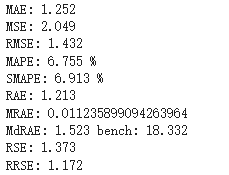 MAE: 1.252
MSE: 2.049
RMSE: 1.432
MAPE: 6.755 %
SMAPE: 6.913 %
RAE: 1.213
MRAE: 0.011235899094263964
MdRAE: 1.523 bench: 18.332
RSE: 1.373
RRSE: 1.172